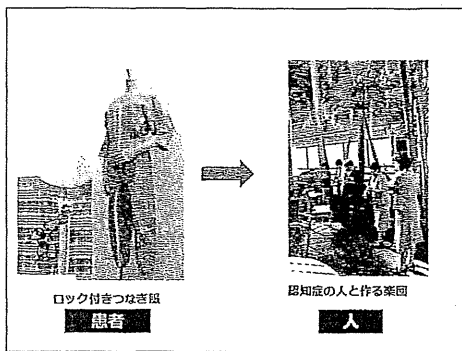 ロック付きつなぎ服
患者
認知症の人と作る楽団
人